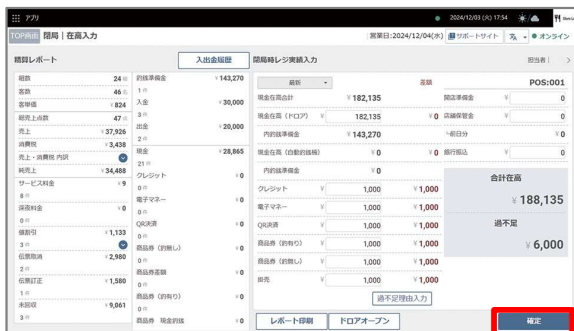 アプリ
2024/12/03 (火) 17:54
TOP画面 閉局 | 在高入力
営業日:2024/12/04(水) サポートサイト オンライン
精算レポート 入出金履歴 閉局時レジ実績入力 担当者
組数 24
客数 46
客単価 ¥824
総売上点数 47
売上 ¥37,926
消費税 ¥3,438
売上・消費税 内訳
純売上 ¥34,488
サービス料金 ¥9
8
深夜料金 ¥0
0
値割引 ¥1,133
3
伝票取消 ¥2,980
2
伝票訂正 ¥1,580
1
未回収 ¥9,061
3
釣銭準備金 ¥143,270
1
入金 ¥30,000
3
出金 ¥20,000
2
現金 ¥28,865
21
クレジット ¥0
0
電子マネー ¥0
0
QR決済 ¥0
0
商品券 (釣無し) ¥0
0
商品券差額 ¥0
0
商品券 (釣有り) ¥0
0
商品券 現金釣銭 ¥0
最新 差額
現金在高合計 ¥182,135
現金在高 (ドロア) ¥ 182,135 ¥0
内釣銭準備金 ¥143,270
現金在高 (自動釣銭機) ¥0 ¥0
内釣銭準備金 ¥0
クレジット ¥ 1,000 ¥1,000
電子マネー ¥ 1,000 ¥1,000
QR決済 ¥ 1,000 ¥1,000
商品券 (釣有り) ¥ 1,000 ¥1,000
商品券 (釣無し) ¥ 1,000 ¥1,000
掛売 ¥ 1,000 ¥1,000
過不足理由入力
POS:001
開店準備金 ¥ 0
店舗保管金 ¥ 0
前日分 ¥0
銀行振込 ¥ 0
合計在高
¥188,135
過不足
¥6,000
レポート印刷 ドロアオープン 確定